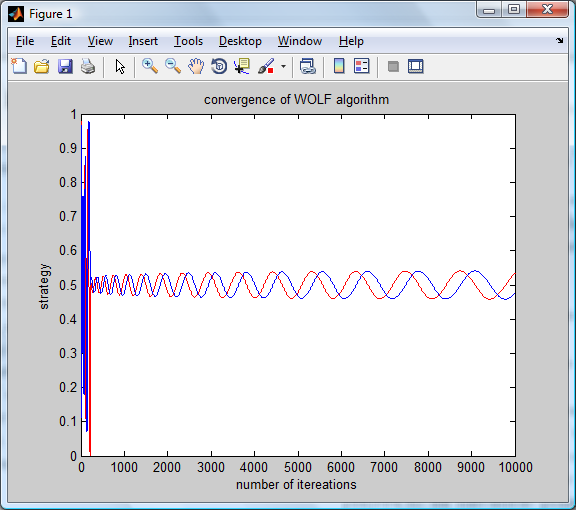 Figure 1
File Edit View Insert Tools Desktop Window Help
convergence of WOLF algorithm
1
0.9
0.8
0.7
0.6
0.5
0.4
0.3
0.2
0.1
0
strategy
0 1000 2000 3000 4000 5000 6000 7000 8000 9000 10000
number of itereations